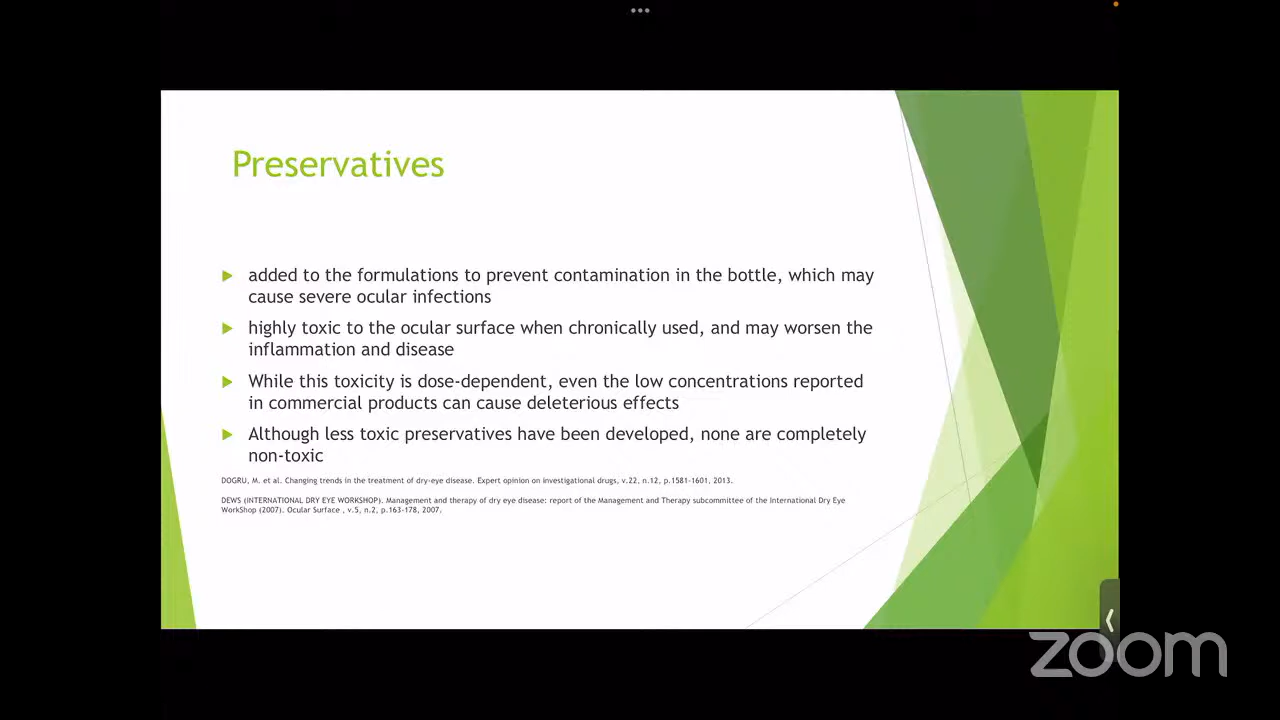 Preservatives
added to the formulations to prevent contamination in the bottle, which may
cause severe ocular infections
highly toxic to the ocular surface when chronically used, and may worsen the
inflammation and disease
While this toxicity is dose-dependent, even the low concentrations reported
in commercial products can cause deleterious effects
Although less toxic preservatives have been developed, none are completely
non-toxic
DOGRU, M. et al. Changing trends in the treatment of dry-eye disease. Expert opinion on investigational drugs, v.22, n.12, p.1581-1601, 2013.
DEWS (INTERNATIONAL DRY EYE WORKSHOP). Management and therapy of dry eye disease: report of the Management and Therapy subcommittee of the International Dry Eye
WorkShop (2007). Ocular Surface , v.5, n.2, p.163-178, 2007.
zoom